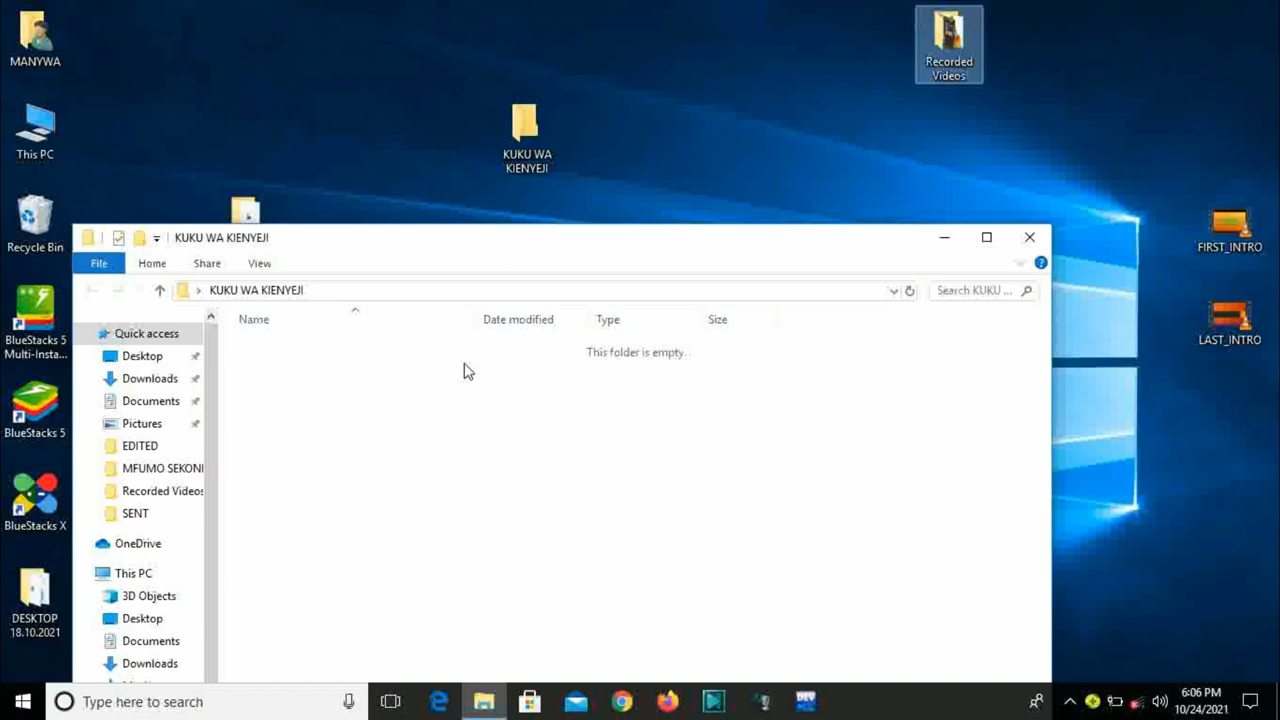 MANYWA
This PC
Recycle Bin
BlueStacks 5
Multi-Insta...
BlueStacks 5
BlueStacks X
DESKTOP
18.10.2021
KUKU WA
KIENYEJI
Recorded
Videos
FIRST_INTRO
LAST_INTRO
KUKU WA KIENYEJI
File Home Share View
KUKU WA KIENYEJI
Search KUKU ...
Name Date modified Type Size
This folder is empty.
Quick access
Desktop
Downloads
Documents
Pictures
EDITED
MFUMO SEKONI
Recorded Videos
SENT
OneDrive
This PC
3D Objects
Desktop
Documents
Downloads
Type here to search
6:06 PM
10/24/2021